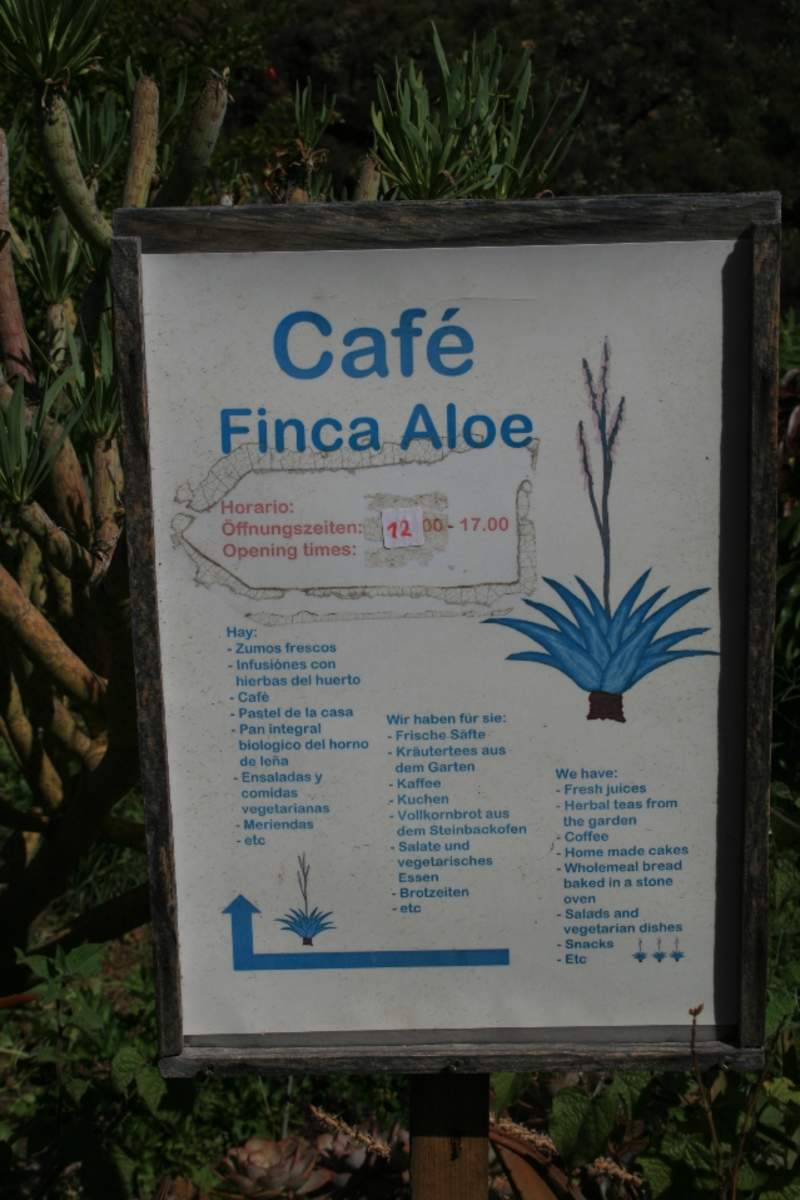 Café
Finca Aloe
Horario:
Öffnungszeiten: 12 00 - 17.00
Opening times:
Hay:
- Zumos frescos
- Infusiónes con
hierbas del huerto
- Cafè
- Pastel de la casa
- Pan integral
biologico del horno
de leña
- Ensaladas y
comidas
vegetarianas
- Meriendas
- etc
Wir haben für sie:
- Frische Säfte
- Kräutertees aus
dem Garten
- Kaffee
- Kuchen
- Vollkornbrot aus
dem Steinbackofen
- Salate und
vegetarisches
Essen
- Brotzeiten
- etc
We have:
- Fresh juices
- Herbal teas from
the garden
- Coffee
- Home made cakes
- Wholemeal bread
baked in a stone
oven
- Salads and
vegetarian dishes
- Snacks
- Etc